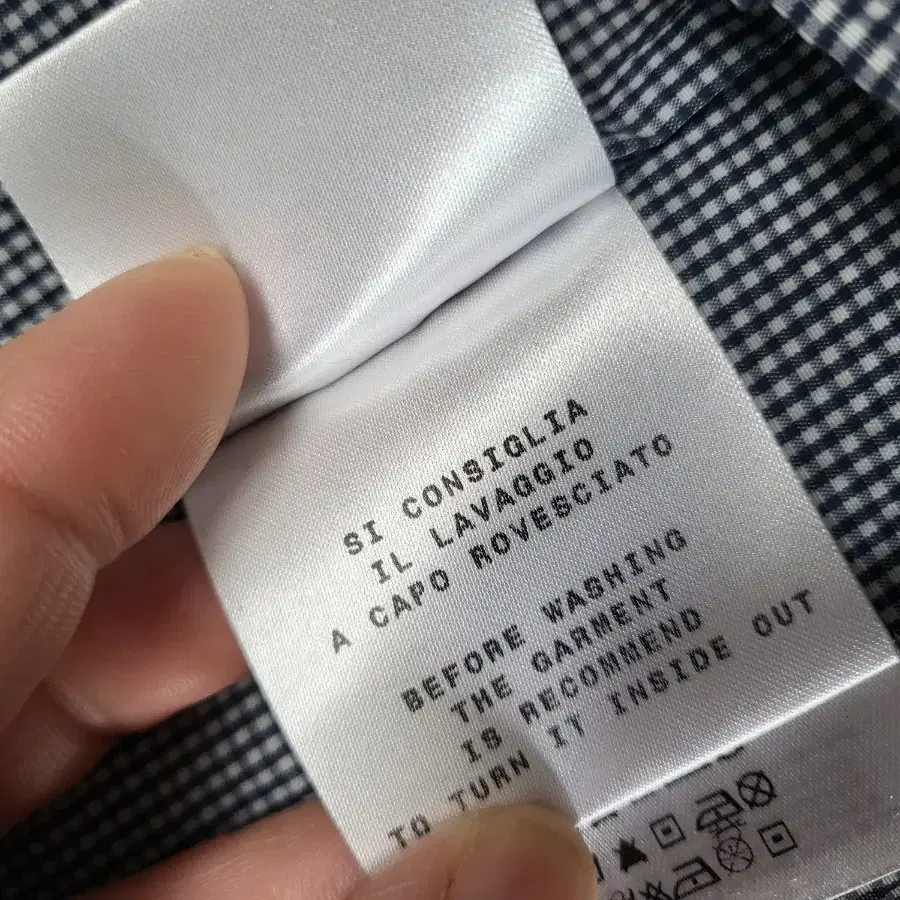 SI CONSIGLIA
IL LAVAGGIO
A CAPO ROVESCIATO
BEFORE WASHING
THE GARMENT
IS RECOMMEND
TO TURN IT INSIDE OUT